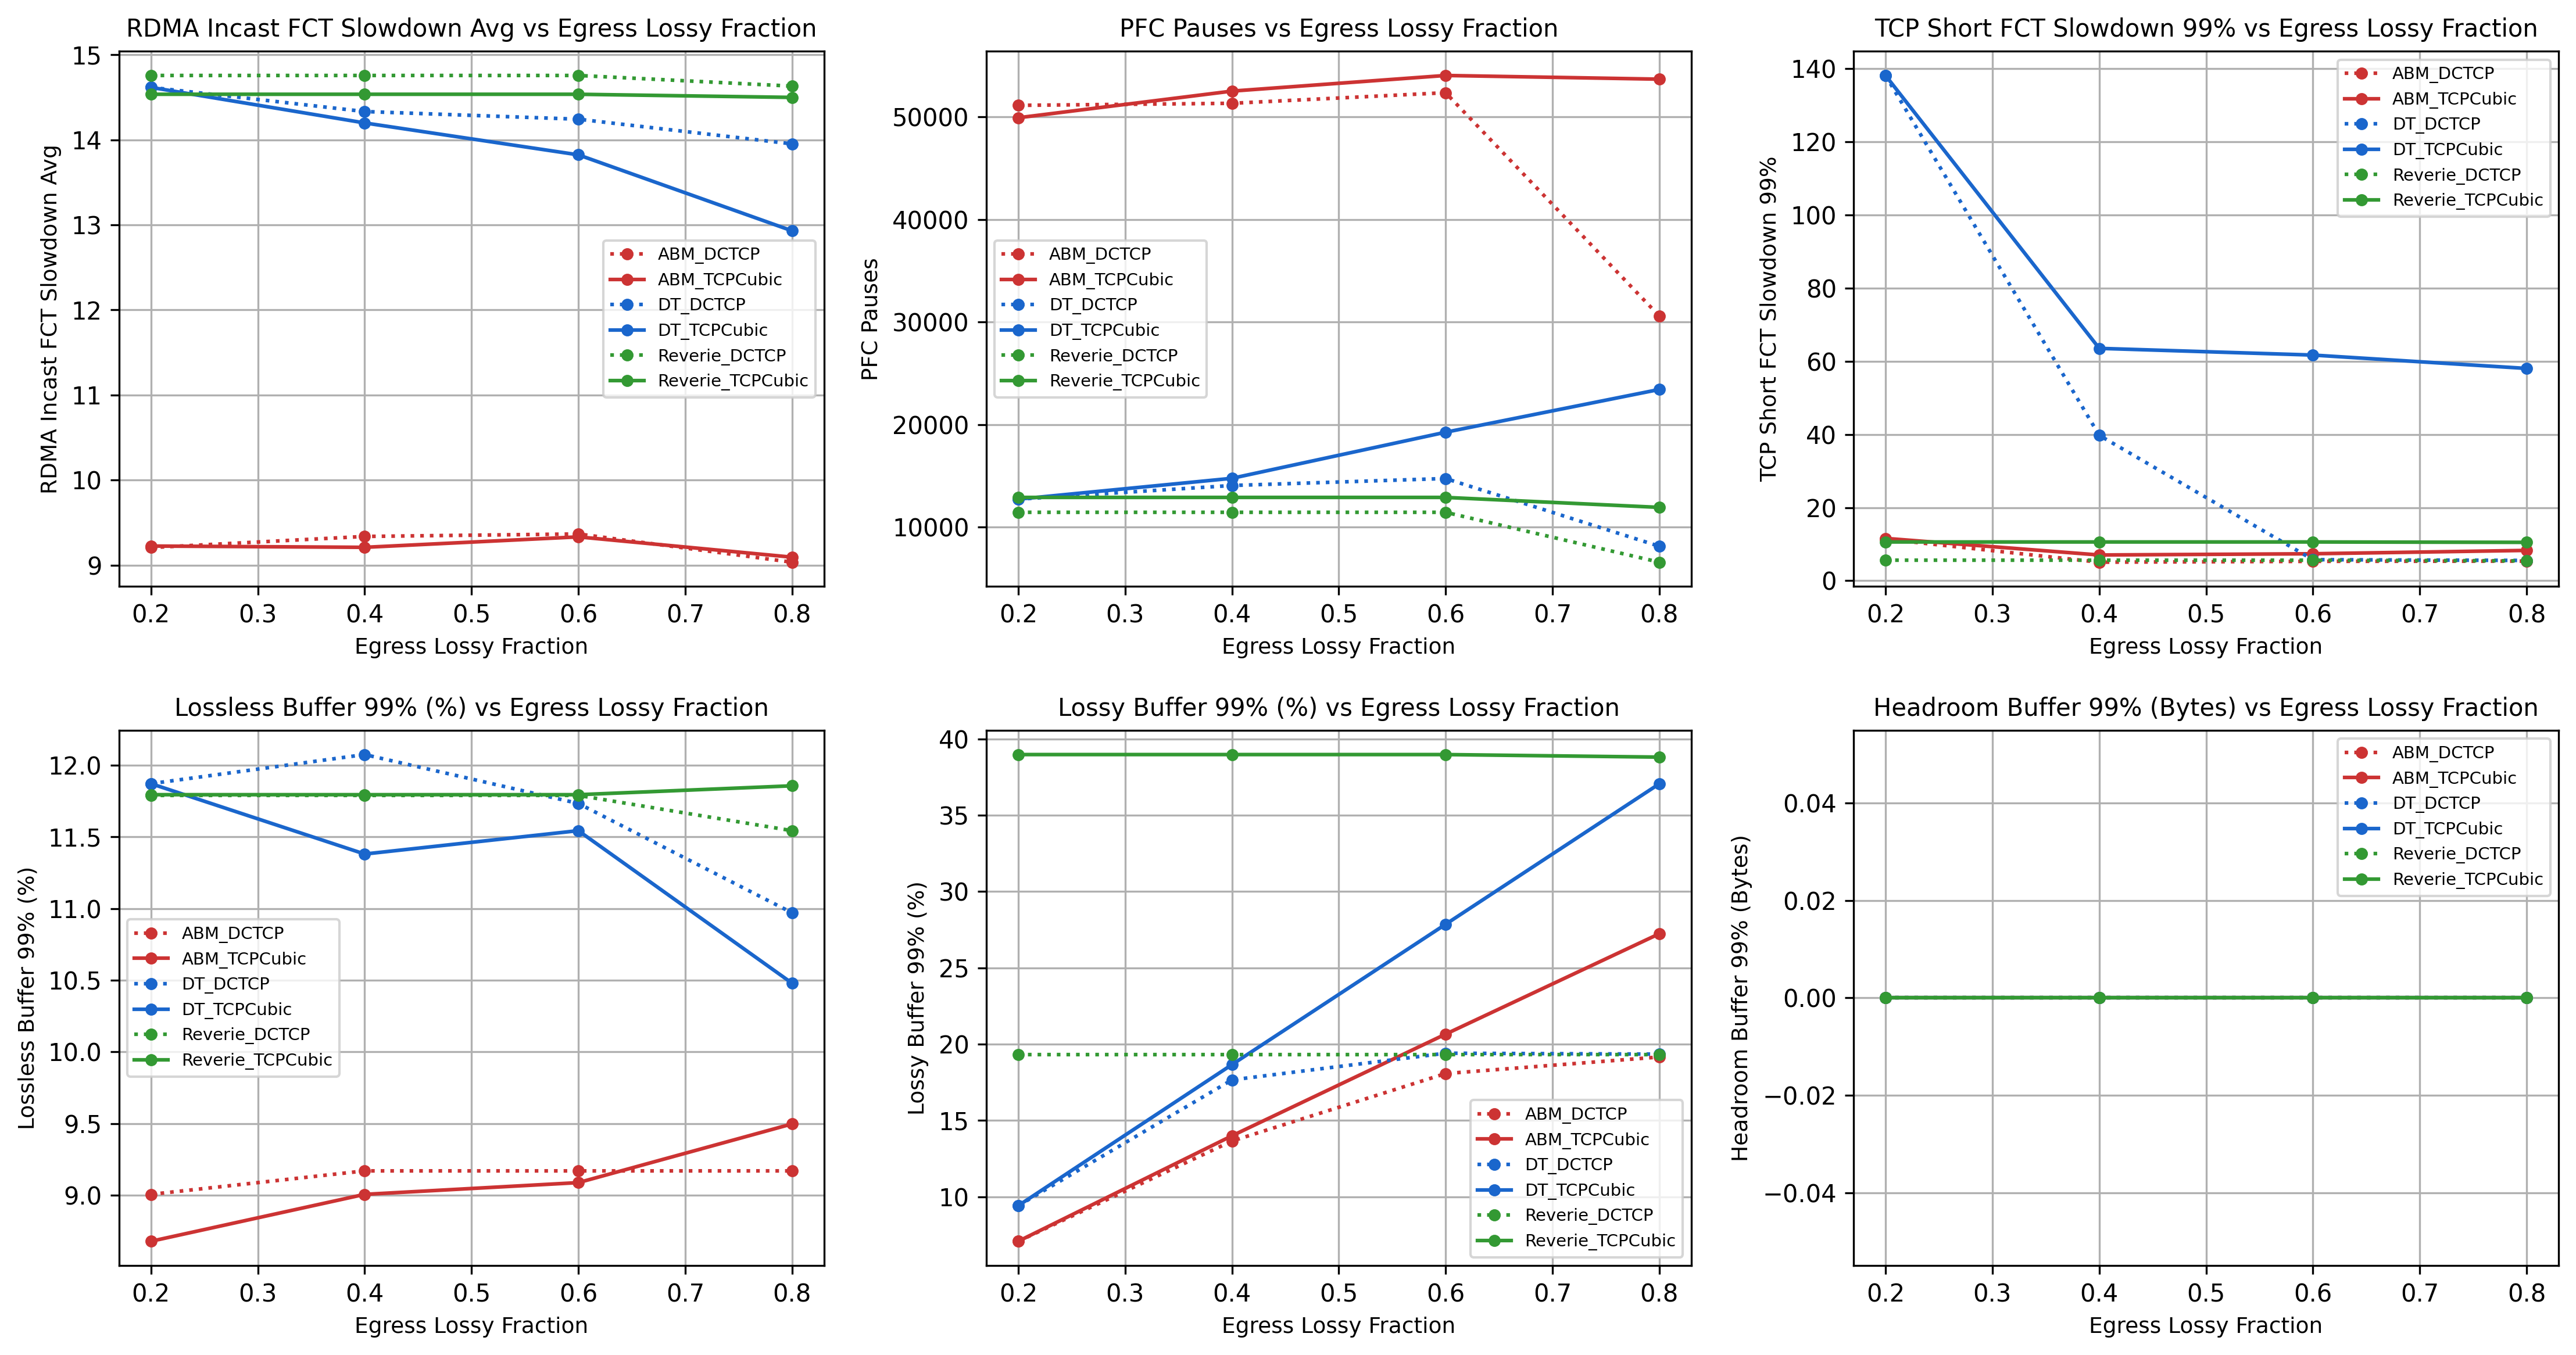 RDMA Incast FCT Slowdown Avg vs Egress Lossy Fraction
RDMA Incast FCT Slowdown Avg
15
14
13
12
11
10
9
ABM_DCTCP
ABM_TCPCubic
DT_DCTCP
DT_TCPCubic
Reverie_DCTCP
Reverie_TCPCubic
0.2 0.3 0.4 0.5 0.6 0.7 0.8
Egress Lossy Fraction
PFC Pauses vs Egress Lossy Fraction
PFC Pauses
50000
40000
30000
20000
10000
ABM_DCTCP
ABM_TCPCubic
DT_DCTCP
DT_TCPCubic
Reverie_DCTCP
Reverie_TCPCubic
0.2 0.3 0.4 0.5 0.6 0.7 0.8
Egress Lossy Fraction
TCP Short FCT Slowdown 99% vs Egress Lossy Fraction
TCP Short FCT Slowdown 99%
140
120
100
80
60
40
20
0
ABM_DCTCP
ABM_TCPCubic
DT_DCTCP
DT_TCPCubic
Reverie_DCTCP
Reverie_TCPCubic
0.2 0.3 0.4 0.5 0.6 0.7 0.8
Egress Lossy Fraction
Lossless Buffer 99% (%) vs Egress Lossy Fraction
Lossless Buffer 99% (%)
12.0
11.5
11.0
10.5
10.0
9.5
9.0
ABM_DCTCP
ABM_TCPCubic
DT_DCTCP
DT_TCPCubic
Reverie_DCTCP
Reverie_TCPCubic
0.2 0.3 0.4 0.5 0.6 0.7 0.8
Egress Lossy Fraction
Lossy Buffer 99% (%) vs Egress Lossy Fraction
Lossy Buffer 99% (%)
40
35
30
25
20
15
10
ABM_DCTCP
ABM_TCPCubic
DT_DCTCP
DT_TCPCubic
Reverie_DCTCP
Reverie_TCPCubic
0.2 0.3 0.4 0.5 0.6 0.7 0.8
Egress Lossy Fraction
Headroom Buffer 99% (Bytes) vs Egress Lossy Fraction
Headroom Buffer 99% (Bytes)
0.04
0.02
0.00
−0.02
−0.04
ABM_DCTCP
ABM_TCPCubic
DT_DCTCP
DT_TCPCubic
Reverie_DCTCP
Reverie_TCPCubic
0.2 0.3 0.4 0.5 0.6 0.7 0.8
Egress Lossy Fraction